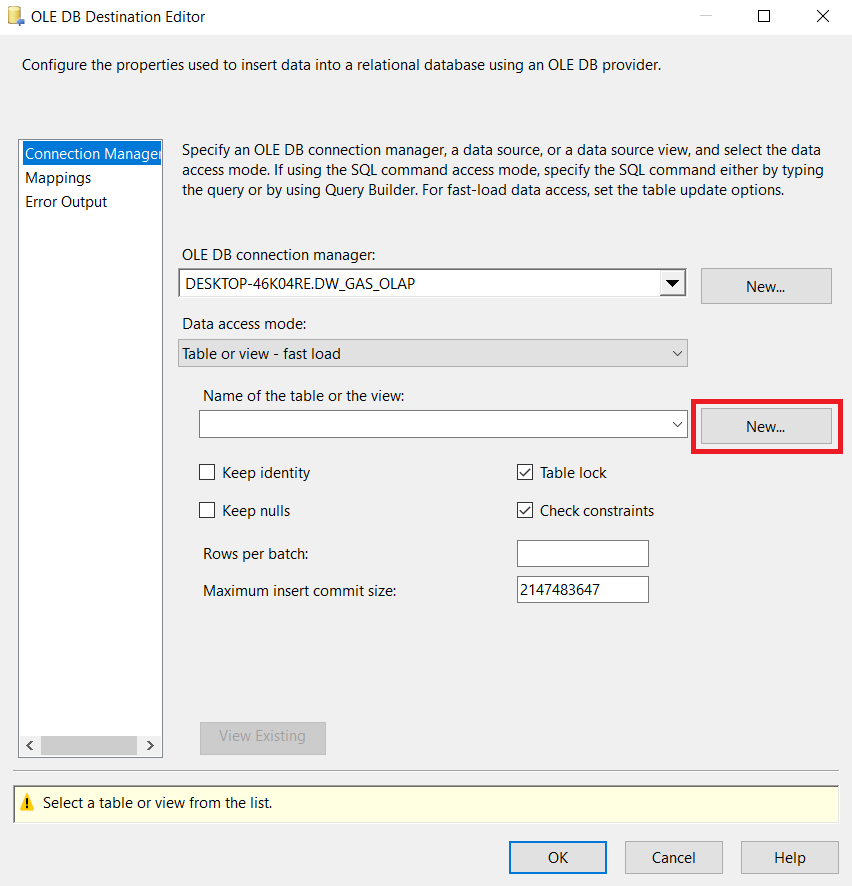 OLE DB Destination Editor
Configure the properties used to insert data into a relational database using an OLE DB provider.
Connection Manager
Mappings
Error Output
Specify an OLE DB connection manager, a data source, or a data source view, and select the data
access mode. If using the SQL command access mode, specify the SQL command either by typing
the query or by using Query Builder. For fast-load data access, set the table update options.
OLE DB connection manager:
DESKTOP-46K04RE.DW_GAS_OLAP
New...
Data access mode:
Table or view - fast load
Name of the table or the view:
New...
Keep identity
Table lock
Keep nulls
Check constraints
Rows per batch:
Maximum insert commit size:
2147483647
View Existing
Select a table or view from the list.
OK
Cancel
Help